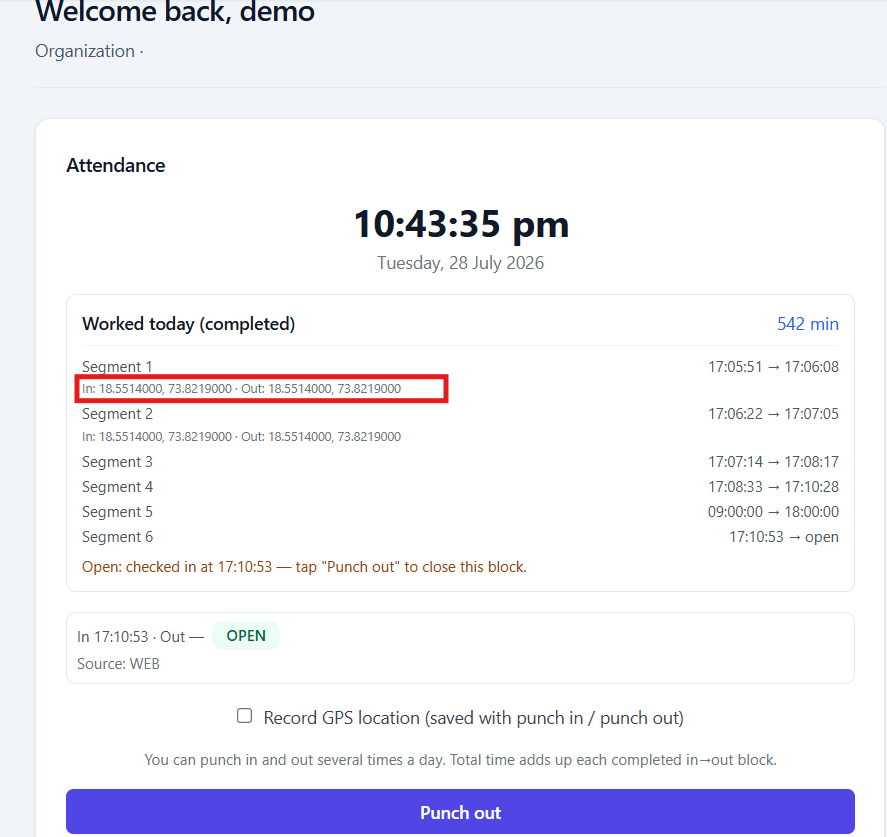 Welcome back, demo
Organization ·
Attendance
10:43:35 pm
Tuesday, 28 July 2026
Worked today (completed) 542 min
Segment 1 17:05:51 → 17:06:08
In: 18.5514000, 73.8219000 · Out: 18.5514000, 73.8219000
Segment 2 17:06:22 → 17:07:05
In: 18.5514000, 73.8219000 · Out: 18.5514000, 73.8219000
Segment 3 17:07:14 → 17:08:17
Segment 4 17:08:33 → 17:10:28
Segment 5 09:00:00 → 18:00:00
Segment 6 17:10:53 → open
Open: checked in at 17:10:53 — tap "Punch out" to close this block.
In 17:10:53 · Out — OPEN
Source: WEB
Record GPS location (saved with punch in / punch out)
You can punch in and out several times a day. Total time adds up each completed in→out block.
Punch out